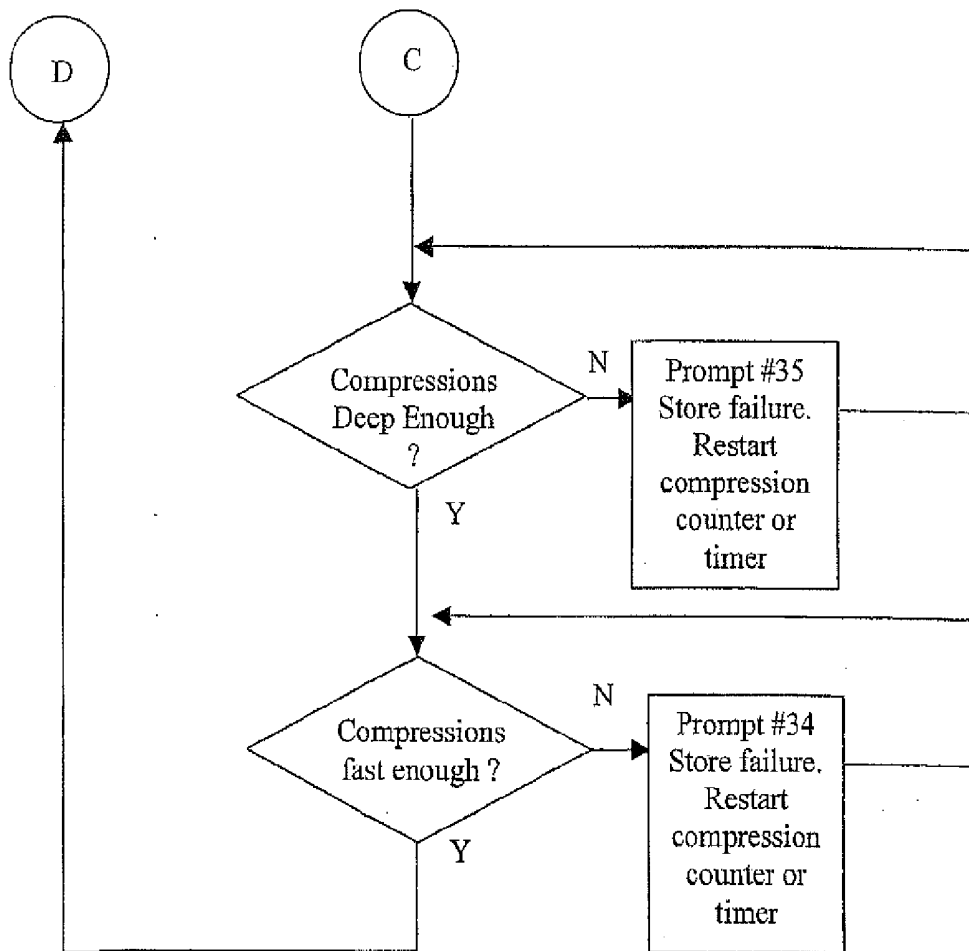 D
C
Compressions
Deep Enough
?
N
Prompt #35
Store failure.
Restart
compression
counter or
timer
Y
Compressions
fast enough ?
N
Prompt #34
Store failure.
Restart
compression
counter or
timer
Y